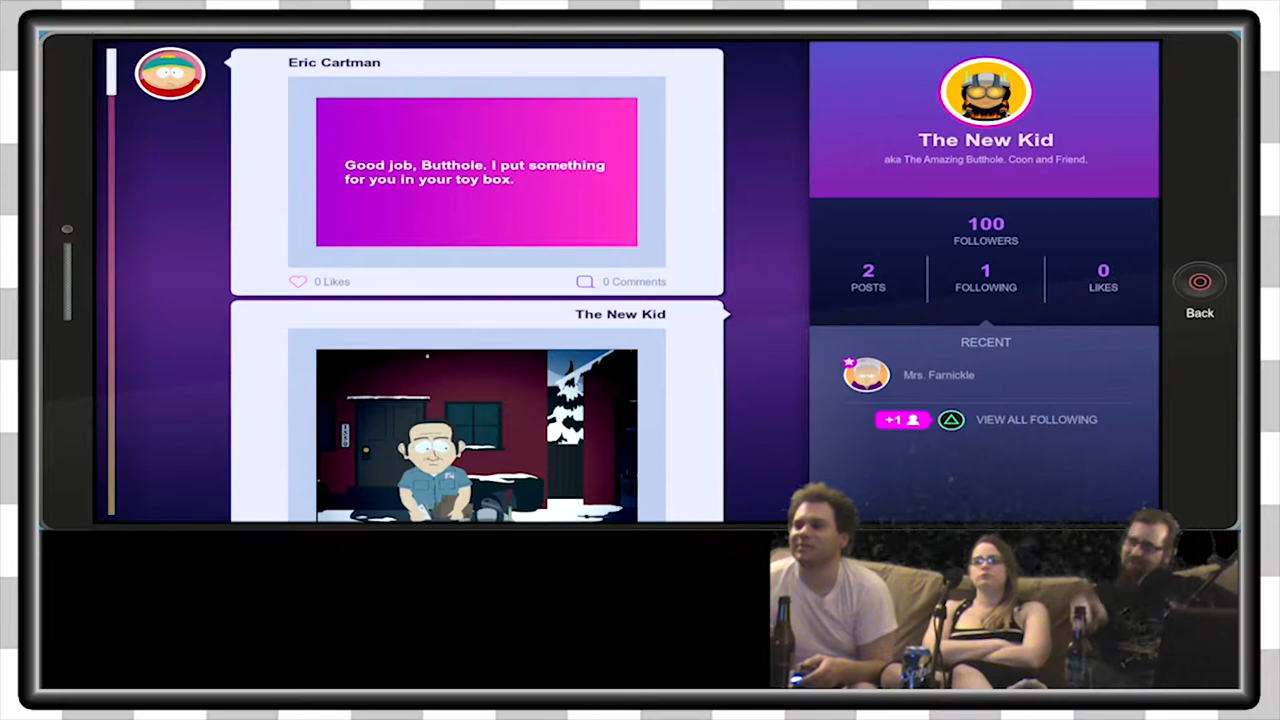 Eric Cartman
Good job, Butthole. I put something
for you in your toy box.
0 Likes
0 Comments
The New Kid
The New Kid
aka The Amazing Butthole. Coon and Friend.
100
FOLLOWERS
2
POSTS
1
FOLLOWING
0
LIKES
RECENT
Mrs. Farnickle
+1
VIEW ALL FOLLOWING
Back